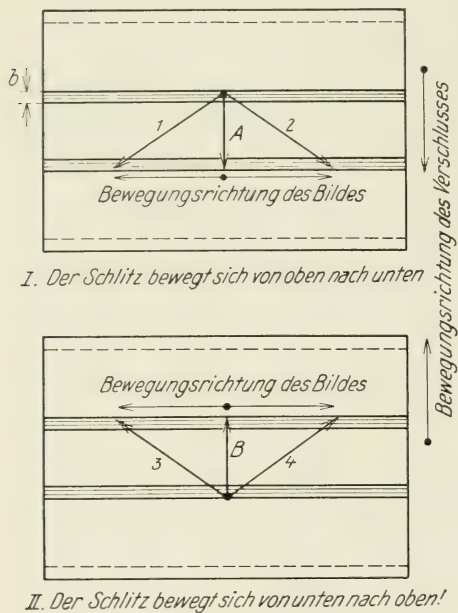 b
1
A
2
Bewegungsrichtung des Bildes
I. Der Schlitz bewegt sich von oben nach unten
Bewegungsrichtung des Verschlusses
Bewegungsrichtung des Bildes
3
B
4
II. Der Schlitz bewegt sich von unten nach oben!